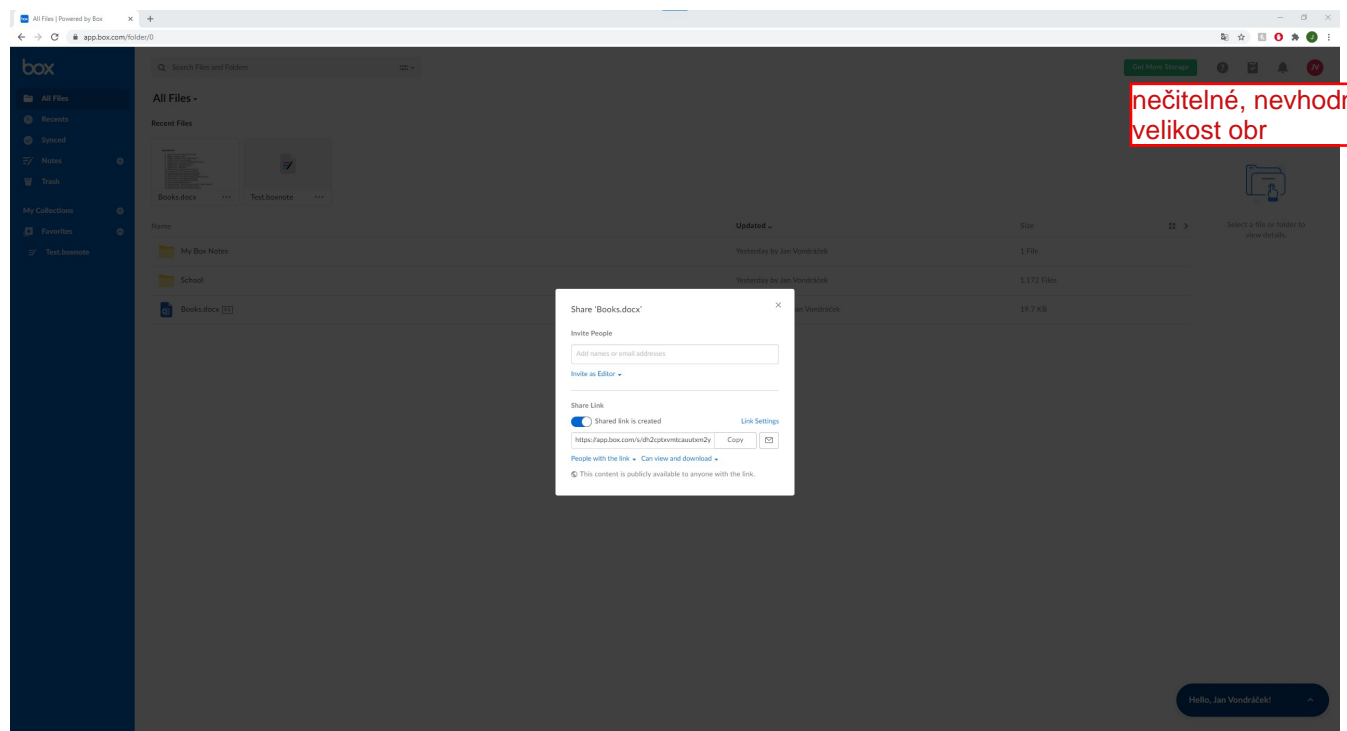 All Files | Powered by Box
app.box.com/folder/0
box
Search Files and Folders
Get More Storage
JV
All Files
Recents
Synced
Notes
Trash
My Collections
Favorites
Test.boxnote
All Files
Recent Files
Books.docx
Test.boxnote
nečitelné, nevhodn
velikost obr
Select a file or folder to
view details
Name Updated Size
My Box Notes Yesterday by Jan Vondráček 1 File
School Yesterday by Jan Vondráček 1,172 Files
Books.docx V2 an Vondráček 19.7 KB
Share 'Books.docx'
Invite People
Add names or email addresses
Invite as Editor
Share Link
Shared link is created Link Settings
https://app.box.com/s/dh2cptxvmtcauutxm2y Copy
People with the link Can view and download
This content is publicly available to anyone with the link.
Hello, Jan Vondráček!